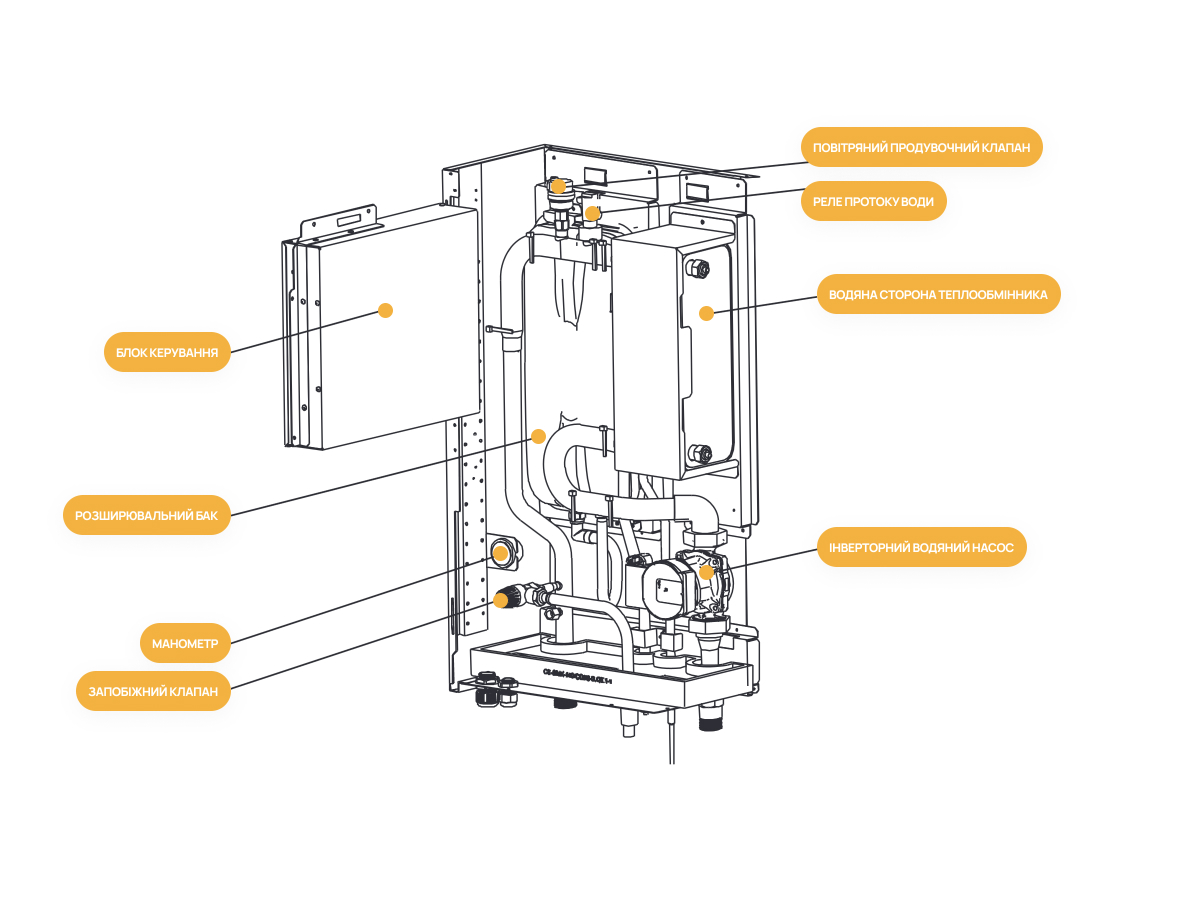 ПОВІТРЯНИЙ ПРОДУВОЧНИЙ КЛАПАН
РЕЛЕ ПРОТОКУ ВОДИ
ВОДЯНА СТОРОНА ТЕПЛООБМІННИКА
БЛОК КЕРУВАННЯ
РОЗШИРЮВАЛЬНИЙ БАК
ІНВЕРТОРНИЙ ВОДЯНИЙ НАСОС
МАНОМЕТР
ЗАПОБІЖНИЙ КЛАПАН